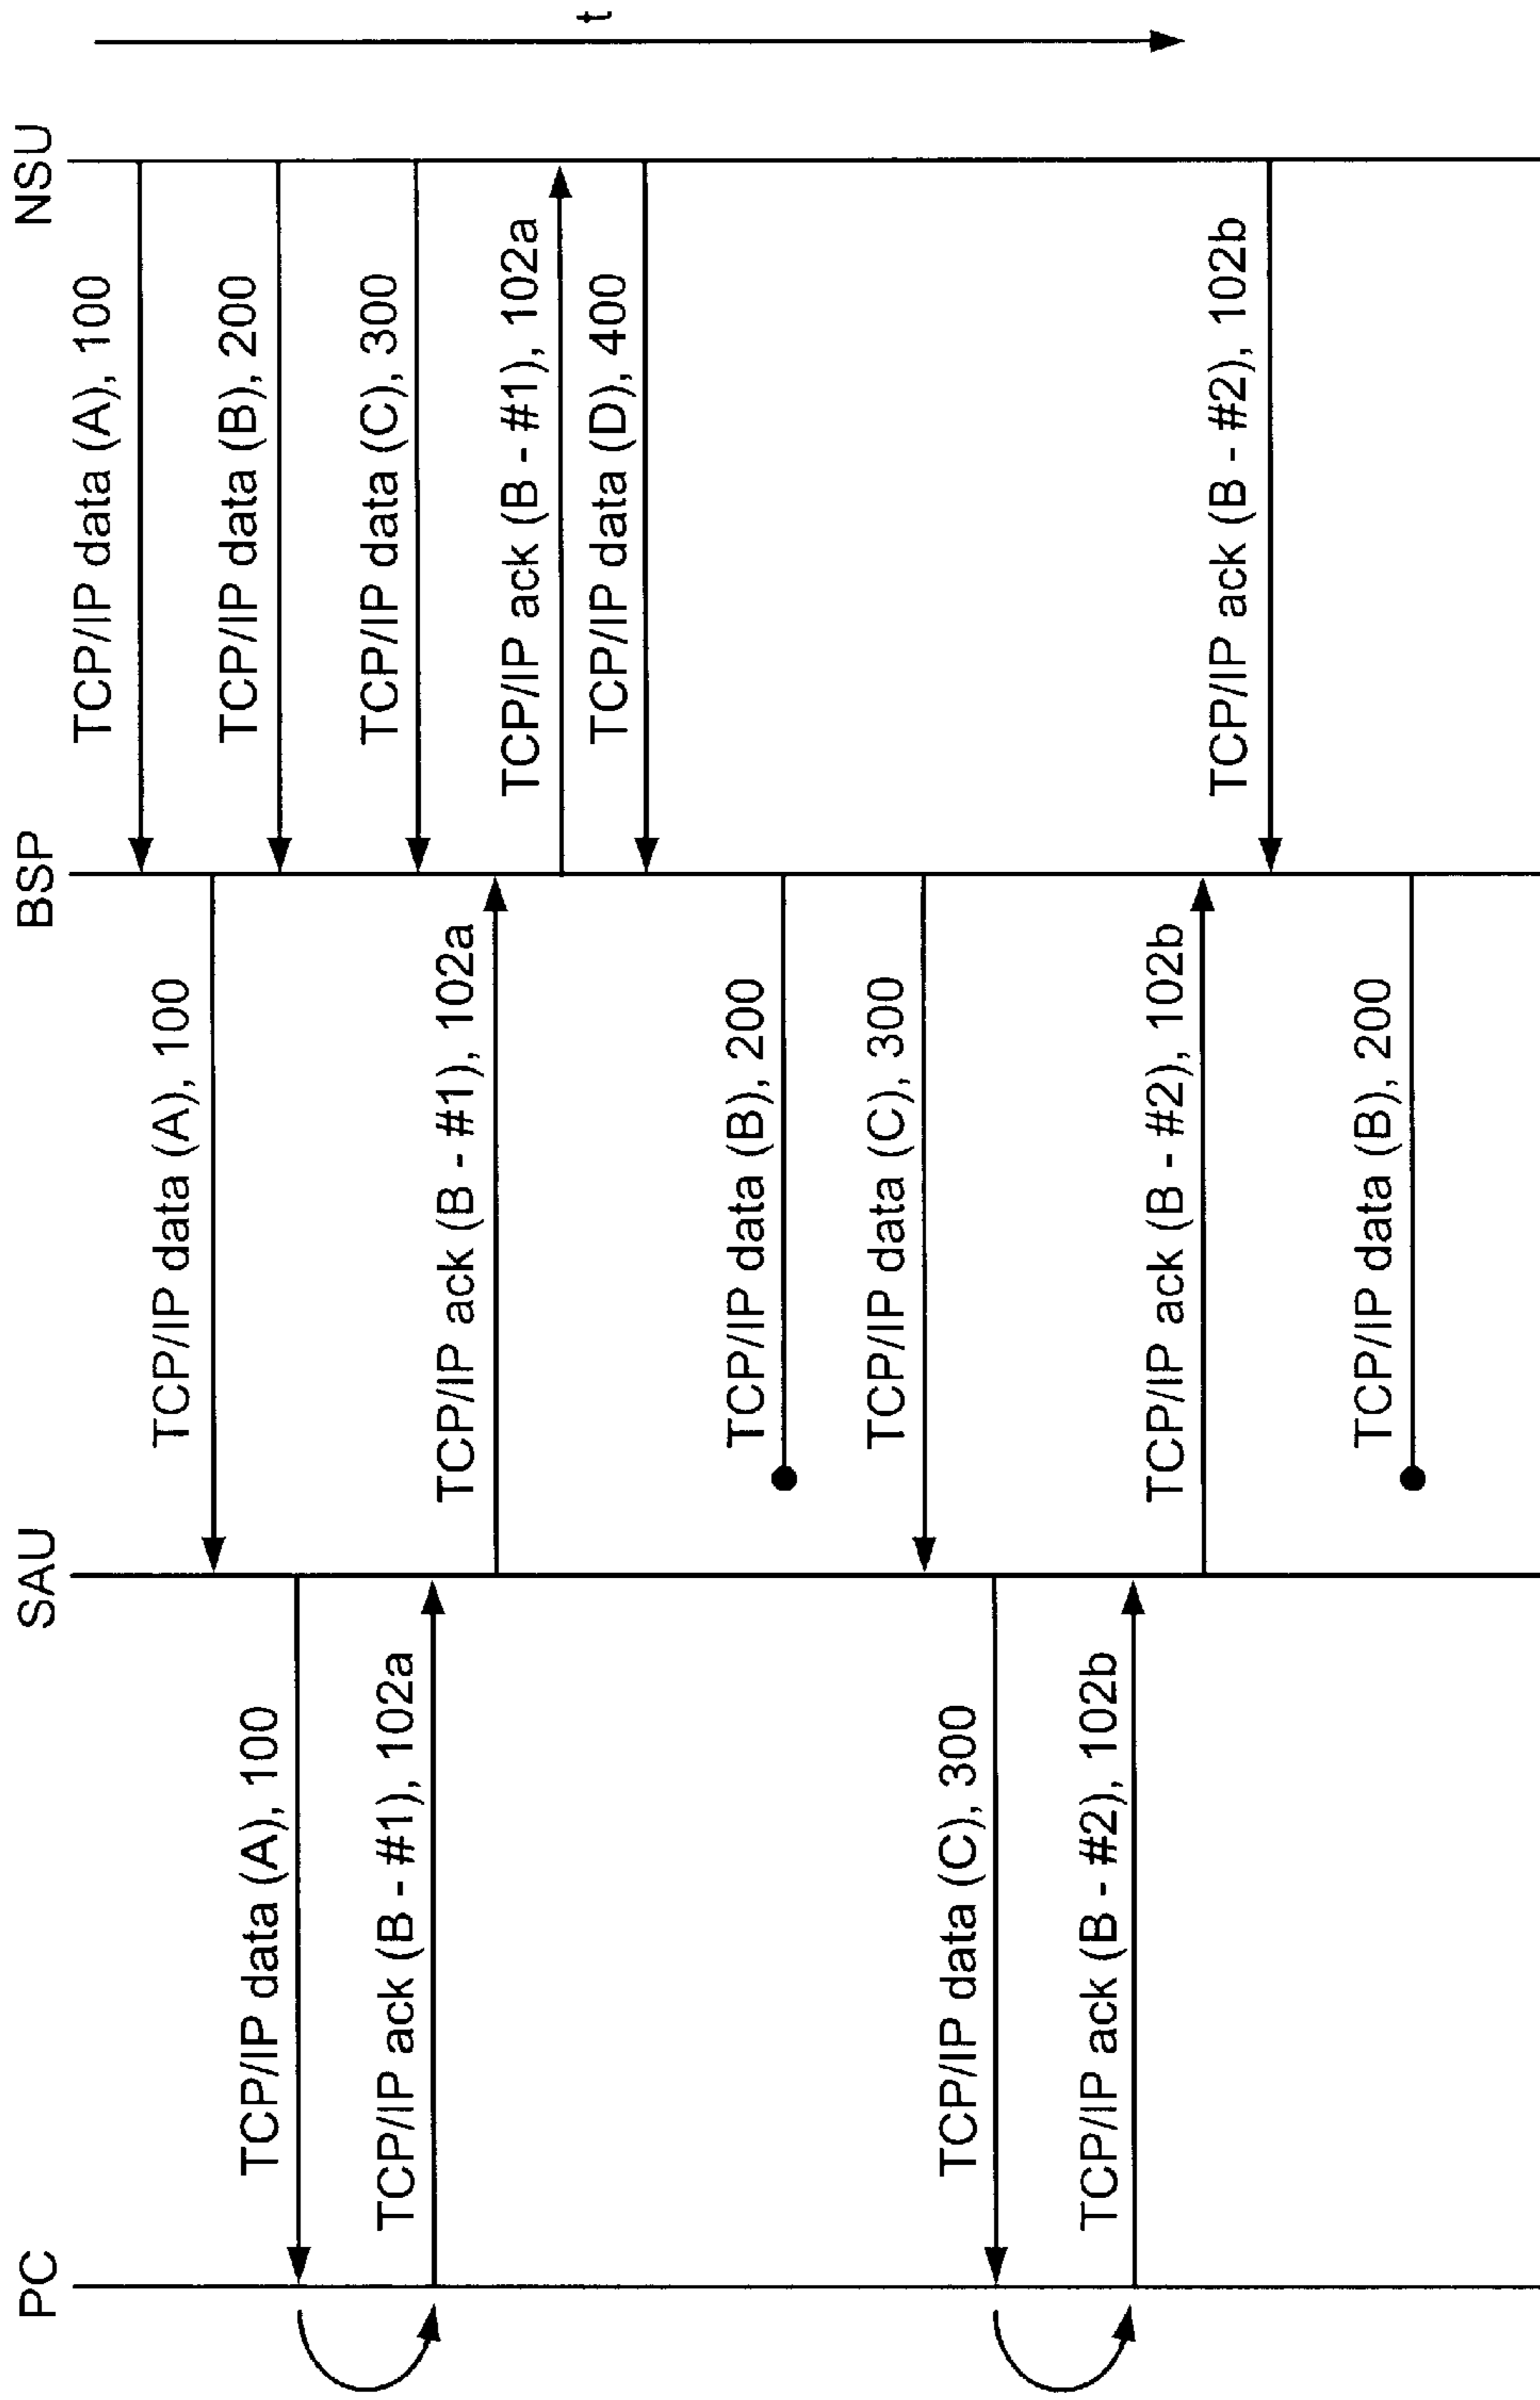 PC
SAU
BSP
NSU
t
TCP/IP data (A), 100
TCP/IP data (A), 100
TCP/IP data (A), 100
TCP/IP data (B), 200
TCP/IP ack (B - #1), 102a
TCP/IP data (C), 300
TCP/IP ack (B - #1), 102a
TCP/IP ack (B - #1), 102a
TCP/IP data (D), 400
TCP/IP data (B), 200
TCP/IP data (C), 300
TCP/IP data (C), 300
TCP/IP ack (B - #2), 102b
TCP/IP ack (B - #2), 102b
TCP/IP ack (B - #2), 102b
TCP/IP data (B), 200